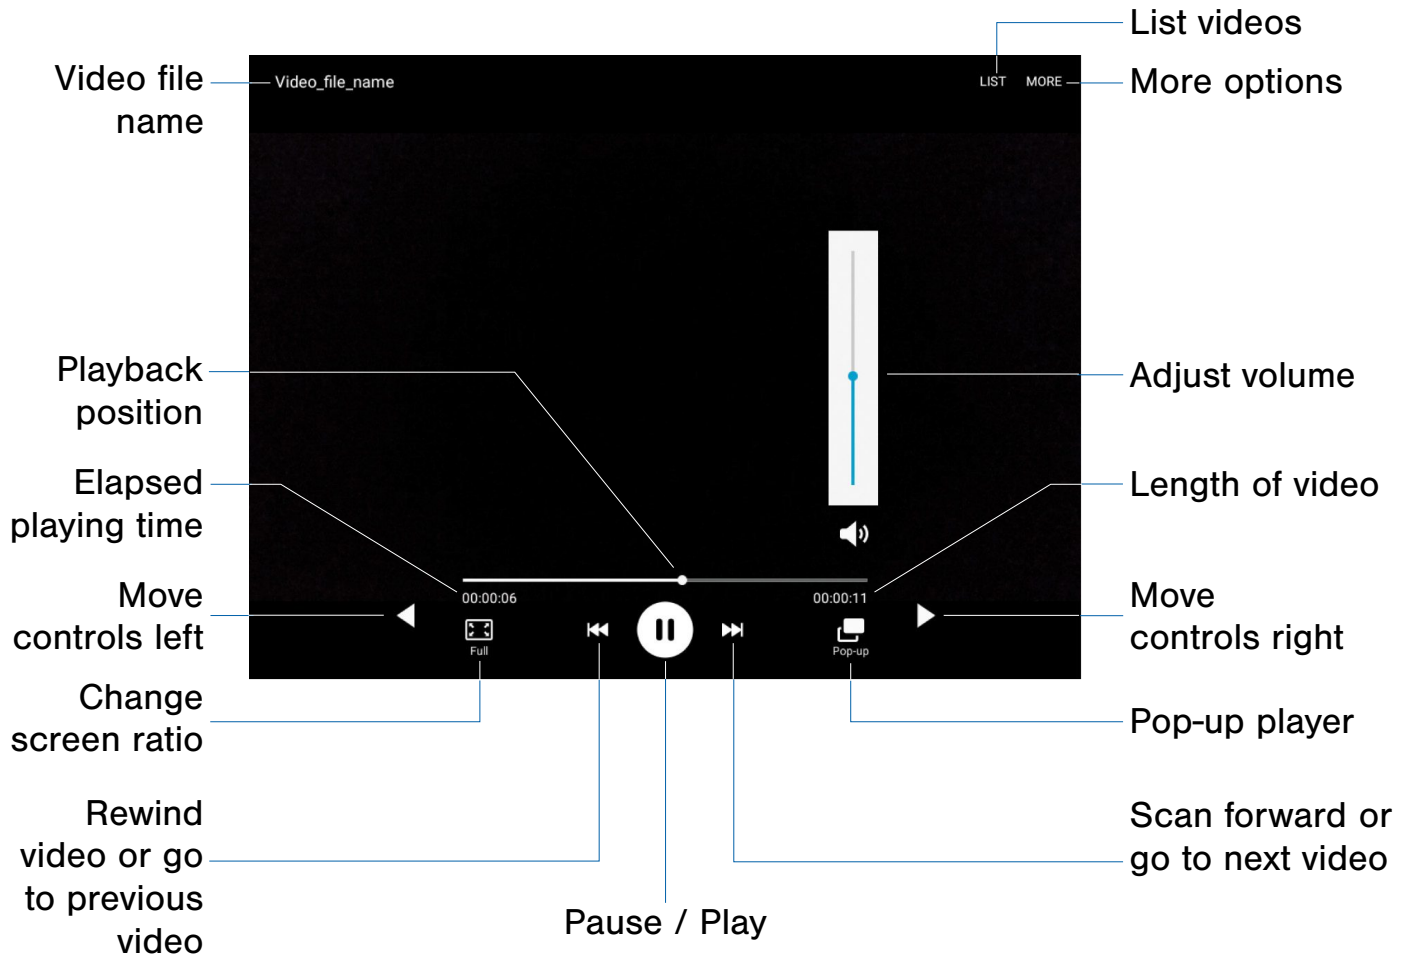 List videos
Video file
name
Video_file_name
LIST
MORE
More options
Playback
position
Adjust volume
Elapsed
playing time
Length of video
00:00:06
00:00:11
Move
controls left
Move
controls right
Full
Pop-up
Change
screen ratio
Pop-up player
Rewind
video or go
to previous
video
Scan forward or
go to next video
Pause / Play